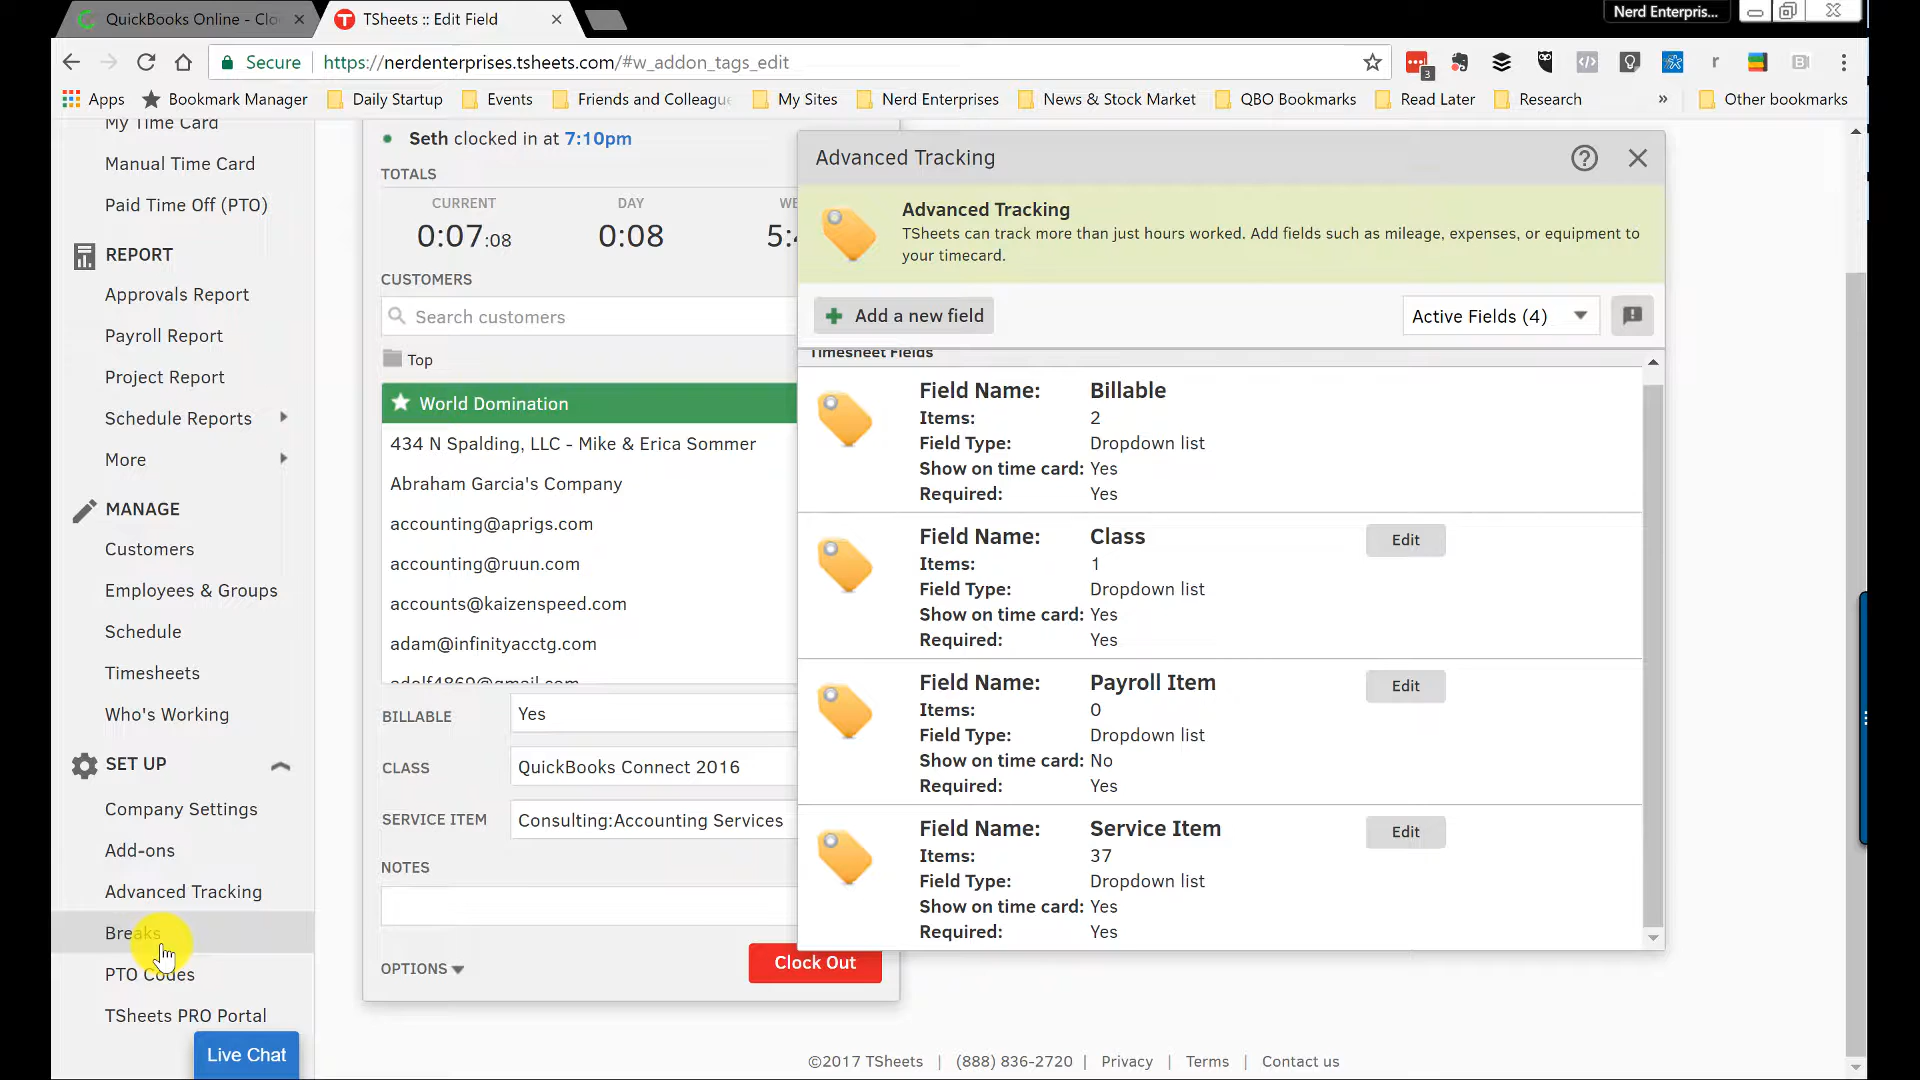 QuickBooks Online - Clo
TSheets :: Edit Field
Nerd Enterpris...
Secure
https://nerdenterprises.tsheets.com/#w_addon_tags_edit
3
Apps
Bookmark Manager
Daily Startup
Events
Friends and Colleagu
My Sites
Nerd Enterprises
News & Stock Market
QBO Bookmarks
Read Later
Research
»
Other bookmarks
My Time Card
Manual Time Card
Paid Time Off (PTO)
REPORT
Approvals Report
Payroll Report
Project Report
Schedule Reports
More
MANAGE
Customers
Employees & Groups
Schedule
Timesheets
Who's Working
SET UP
Company Settings
Add-ons
Advanced Tracking
Breaks
PTO Codes
TSheets PRO Portal
Live Chat
Seth clocked in at 7:10pm
TOTALS
CURRENT
DAY
WE
0:07:08
0:08
5:4
CUSTOMERS
Search customers
Top
World Domination
434 N Spalding, LLC - Mike & Erica Sommer
Abraham Garcia's Company
accounting@aprigs.com
accounting@ruun.com
accounts@kaizenspeed.com
adam@infinityacctg.com
adolf4869@gmail.com
BILLABLE
Yes
CLASS
QuickBooks Connect 2016
SERVICE ITEM
Consulting:Accounting Services
NOTES
OPTIONS
Clock Out
Advanced Tracking
Advanced Tracking
TSheets can track more than just hours worked. Add fields such as mileage, expenses, or equipment to
your timecard.
Add a new field
Active Fields (4)
Timesheet Fields
Field Name: Billable
Items: 2
Field Type: Dropdown list
Show on time card: Yes
Required: Yes
Field Name: Class
Edit
Items: 1
Field Type: Dropdown list
Show on time card: Yes
Required: Yes
Field Name: Payroll Item
Edit
Items: 0
Field Type: Dropdown list
Show on time card: No
Required: Yes
Field Name: Service Item
Edit
Items: 37
Field Type: Dropdown list
Show on time card: Yes
Required: Yes
©2017 TSheets | (888) 836-2720 | Privacy | Terms | Contact us